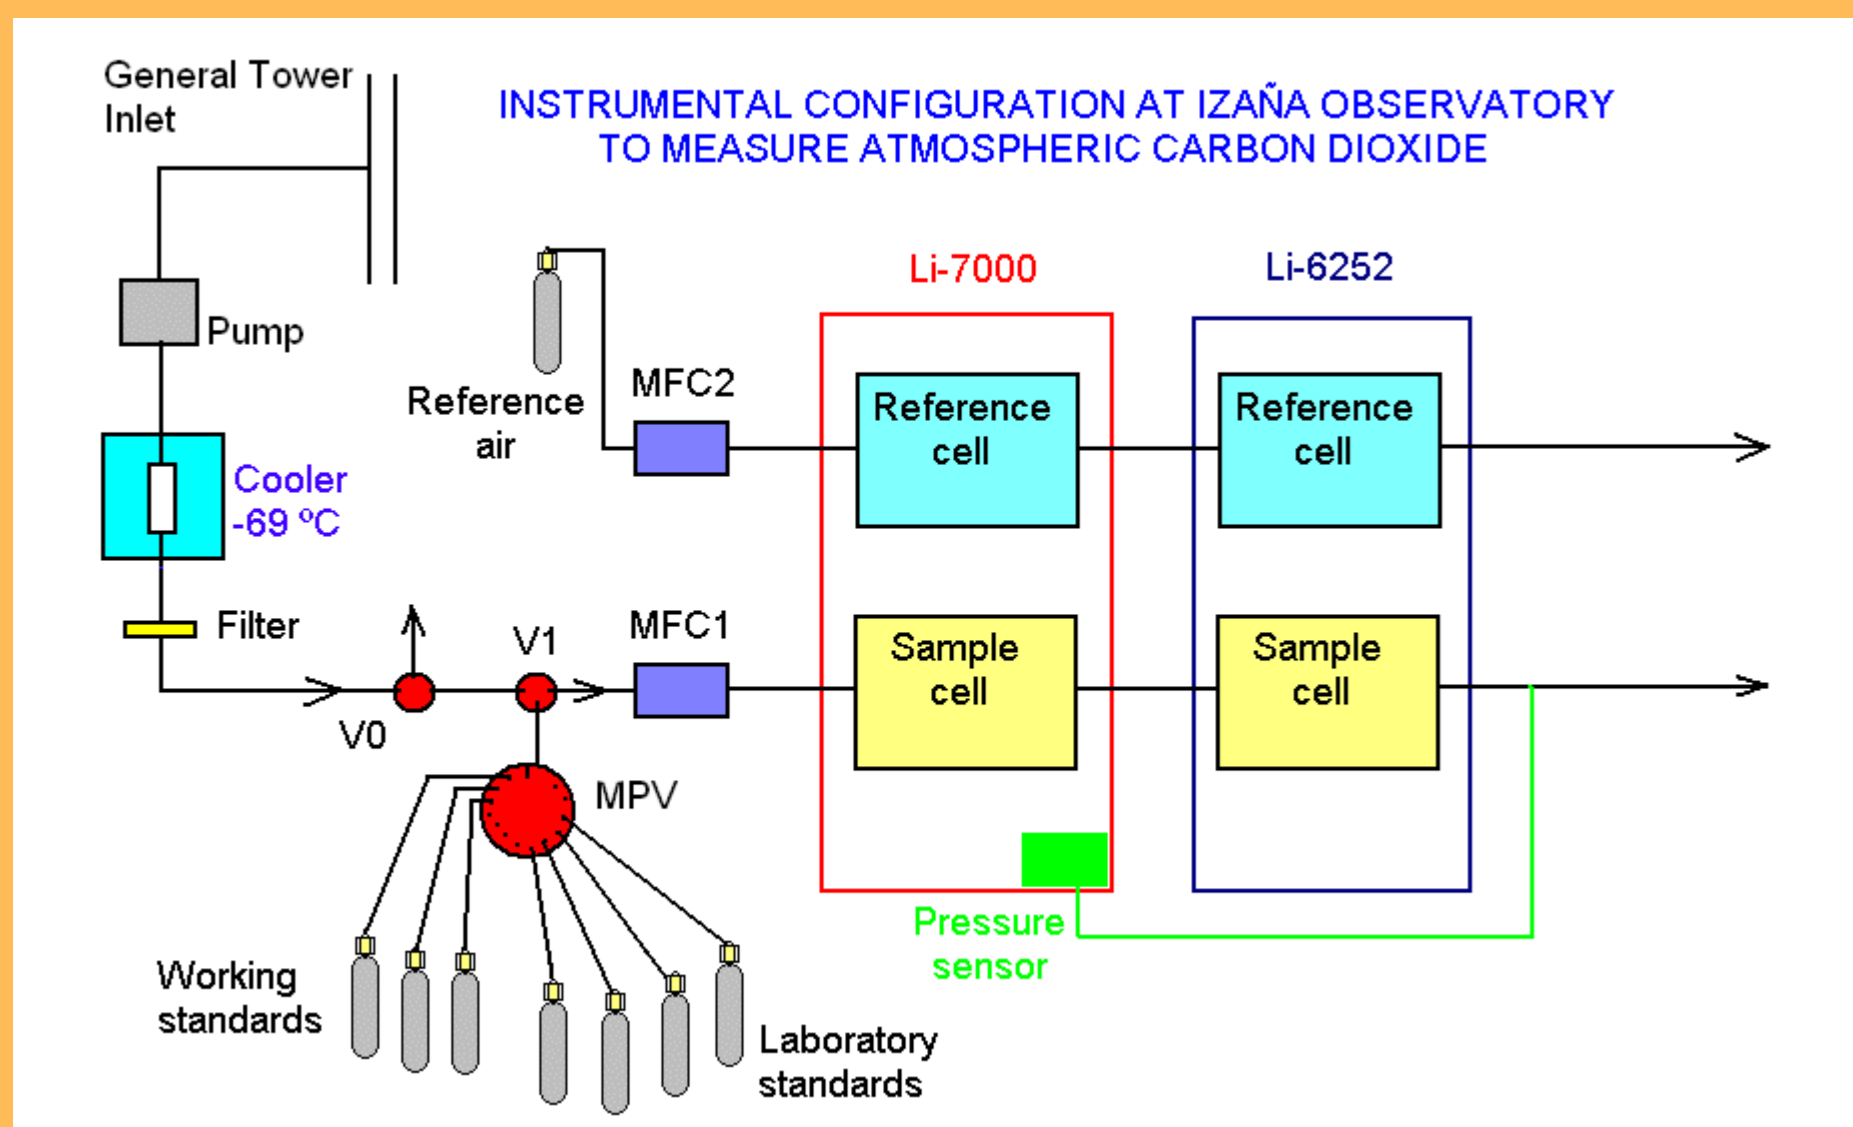 General Tower
Inlet
INSTRUMENTAL CONFIGURATION AT IZAÑA OBSERVATORY
TO MEASURE ATMOSPHERIC CARBON DIOXIDE
Li-7000
Li-6252
Pump
Reference
air
MFC2
Reference
cell
Reference
cell
Cooler
-69 ºC
Filter
V0
V1
MFC1
Sample
cell
Sample
cell
MPV
Pressure
sensor
Working
standards
Laboratory
standards